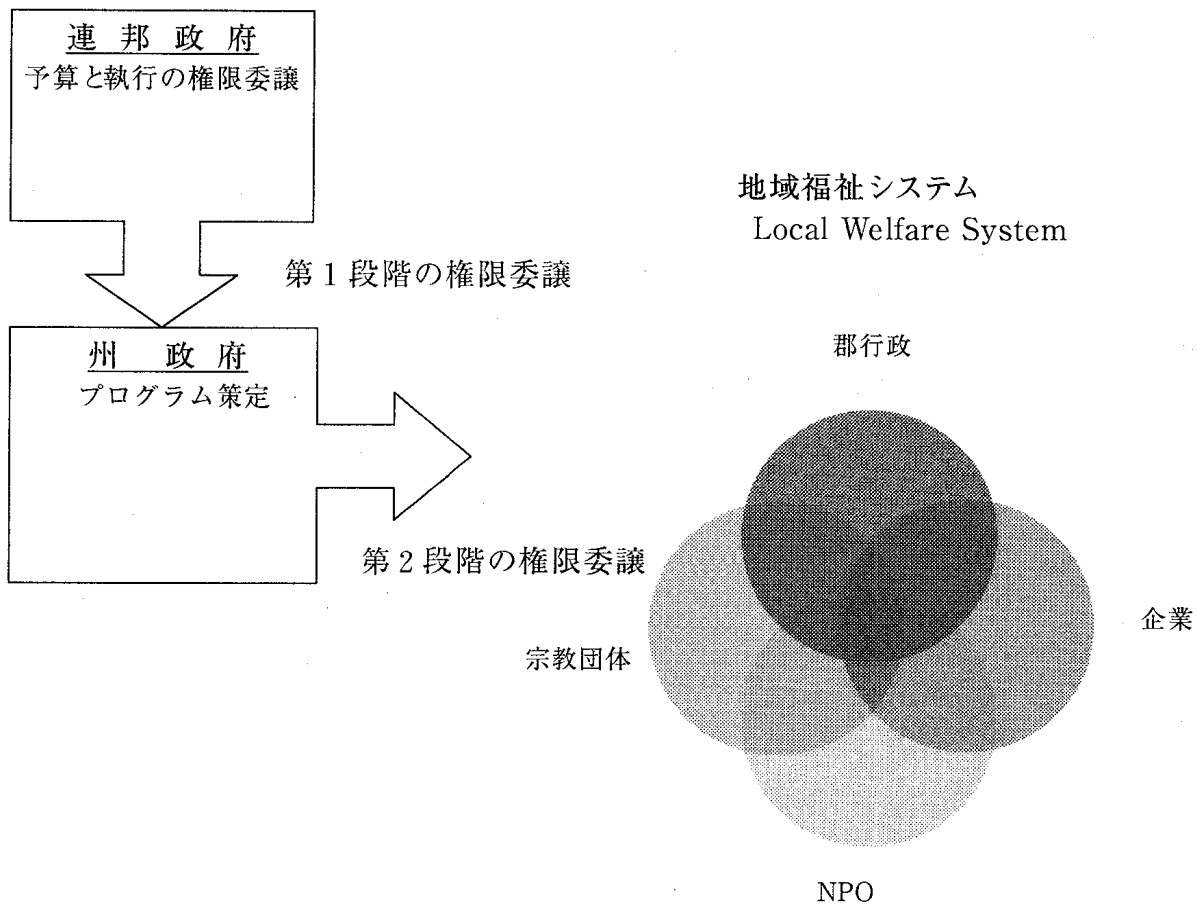 連邦政府
予算と執行の権限委譲
第1段階の権限委譲
州政府
プログラム策定
第2段階の権限委譲
地域福祉システム
Local Welfare System
郡行政
企業
宗教団体
NPO